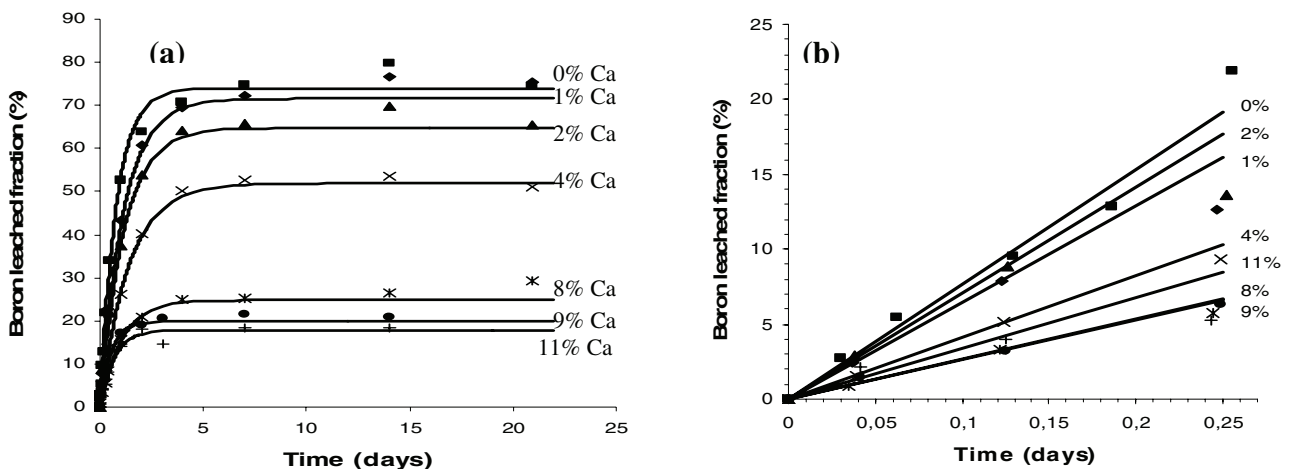 (a)
Boron leached fraction (%)
90
80
70
60
50
40
30
20
10
0
0% Ca
1% Ca
2% Ca
4% Ca
8% Ca
9% Ca
11% Ca
0 5 10 15 20 25
Time (days)
(b)
Boron leached fraction (%)
25
20
15
10
5
0
0%
2%
1%
4%
11%
8%
9%
0 0,05 0,1 0,15 0,2 0,25
Time (days)